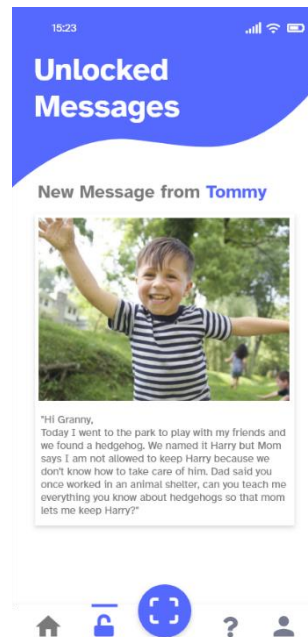 15:23
Unlocked
Messages
New Message from Tommy
"Hi Granny,
Today I went to the park to play with my friends and
we found a hedgehog. We named it Harry but Mom
says I am not allowed to keep Harry because we
don't know how to take care of him. Dad said you
once worked in an animal shelter, can you teach me
everything you know about hedgehogs so that mom
lets me keep Harry?"
?